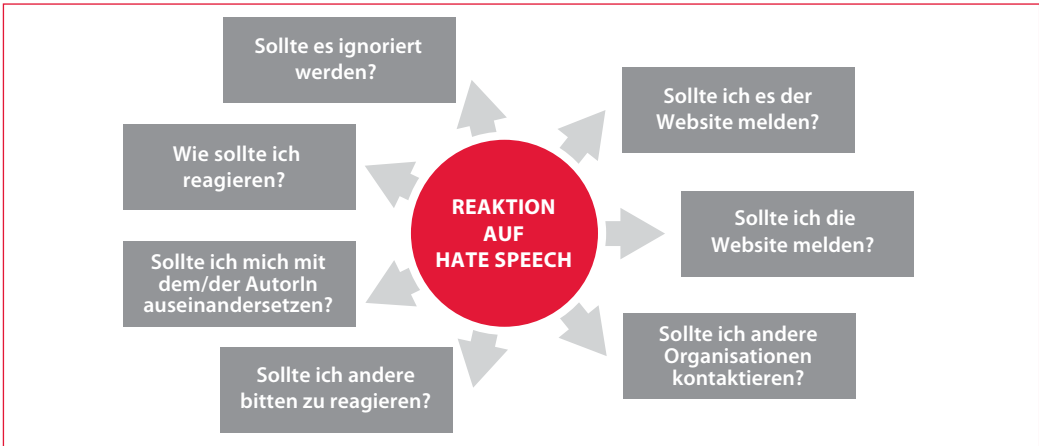 Sollte es ignoriert
werden?
Sollte ich es der
Website melden?
Wie sollte ich
reagieren?
REAKTION
AUF
HATE SPEECH
Sollte ich die
Website melden?
Sollte ich mich mit
dem/der AutorIn
auseinandersetzen?
Sollte ich andere
Organisationen
kontaktieren?
Sollte ich andere
bitten zu reagieren?